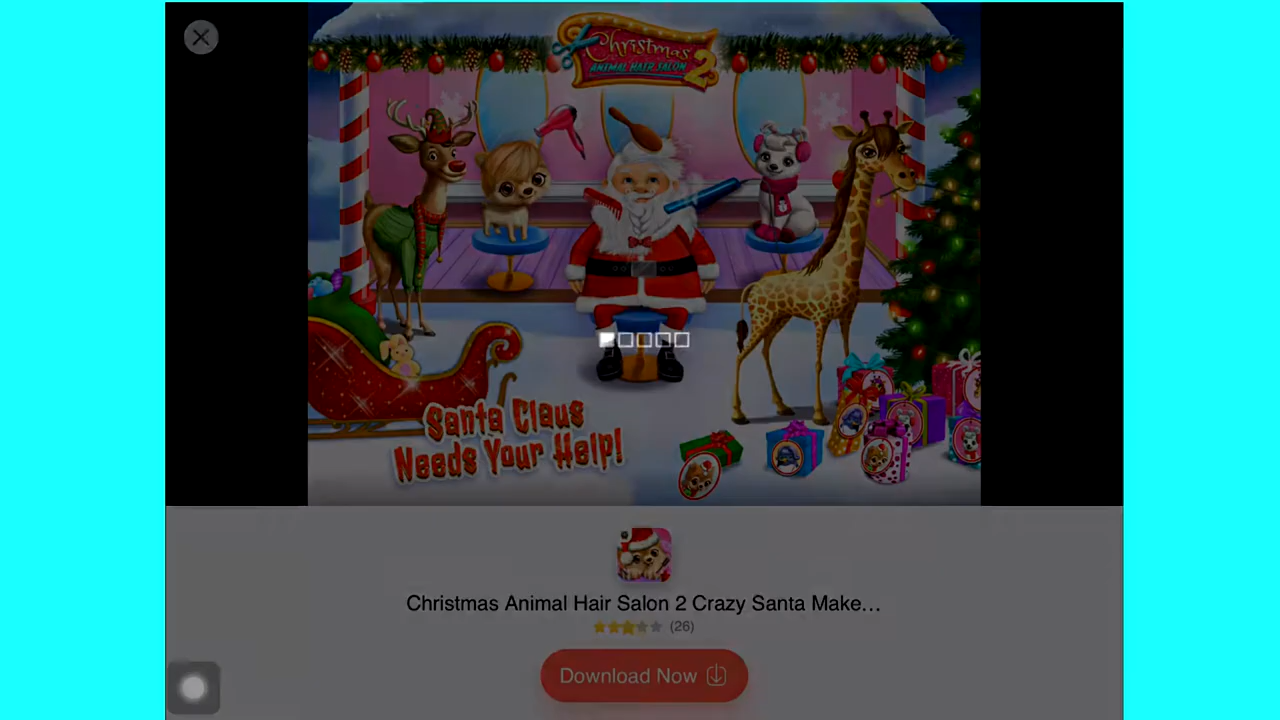 Christmas
ANIMAL HAIR SALON 2
Santa Claus
Needs Your Help!
Christmas Animal Hair Salon 2 Crazy Santa Make…
(26)
Download Now